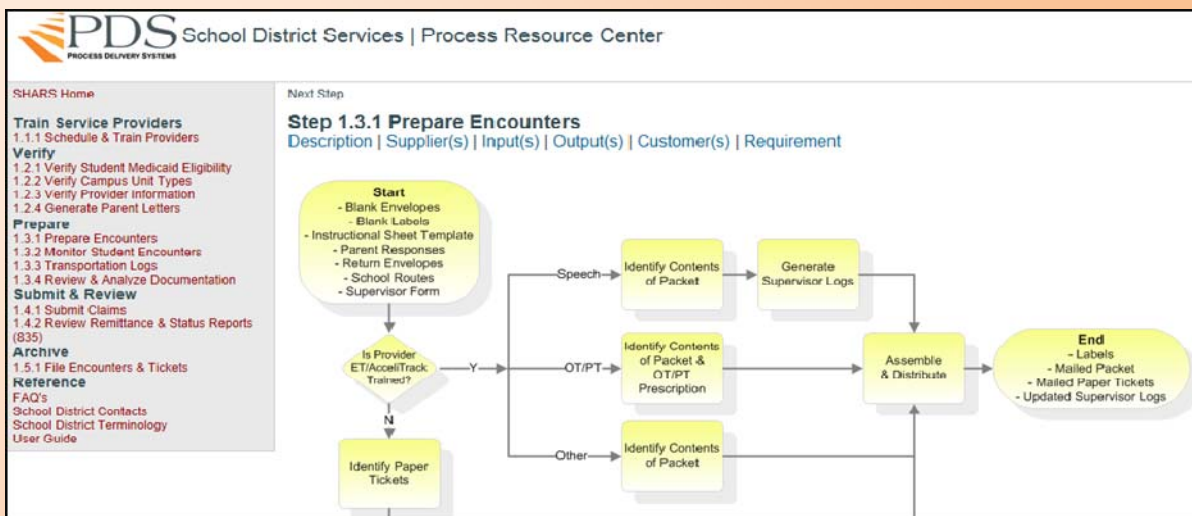 PDS
PROCESS DELIVERY SYSTEMS
School District Services | Process Resource Center
SHARS Home
Train Service Providers
1.1.1 Schedule & Train Providers
Verify
1.2.1 Verify Student Medicaid Eligibility
1.2.2 Verify Campus Unit Types
1.2.3 Verify Provider Information
1.2.4 Generate Parent Letters
Prepare
1.3.1 Prepare Encounters
1.3.2 Monitor Student Encounters
1.3.3 Transportation Logs
1.3.4 Review & Analyze Documentation
Submit & Review
1.4.1 Submit Claims
1.4.2 Review Remittance & Status Reports
(835)
Archive
1.5.1 File Encounters & Tickets
Reference
FAQ's
School District Contacts
School District Terminology
User Guide
Next Step
Step 1.3.1 Prepare Encounters
Description | Supplier(s) | Input(s) | Output(s) | Customer(s) | Requirement
Start
- Blank Envelopes
- Blank Labels
- Instructional Sheet Template
- Parent Responses
- Return Envelopes
- School Routes
- Supervisor Form
Is Provider
ET/AcceliTrack
Trained?
Y
N
Identify Paper
Tickets
Speech
Identify Contents
of Packet
Generate
Supervisor Logs
OT/PT
Identify Contents
of Packet &
OT/PT
Prescription
Other
Identify Contents
of Packet
Assemble
& Distribute
End
- Labels
- Mailed Packet
- Mailed Paper Tickets
- Updated Supervisor Logs